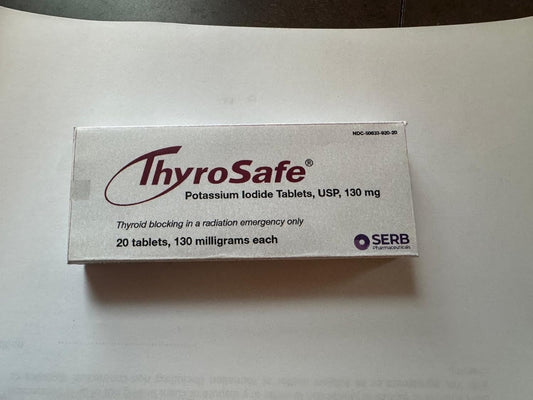 NDC-50633-920-20
ThyroSafe®
Potassium Iodide Tablets, USP, 130 mg
Thyroid blocking in a radiation emergency only
20 tablets, 130 milligrams each
SERB
Pharmaceuticals